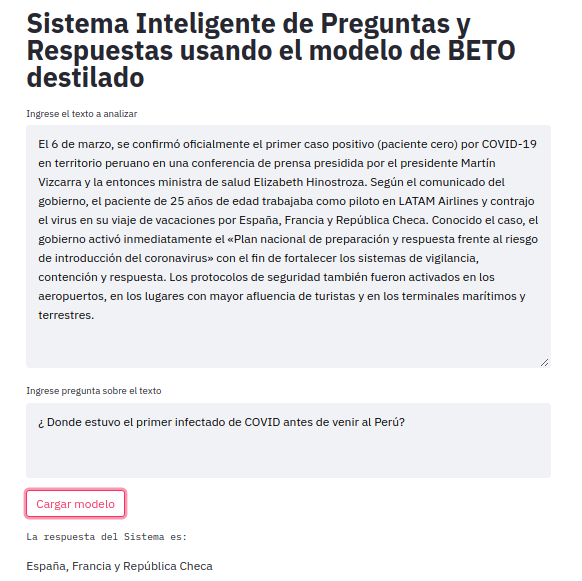 Sistema Inteligente de Preguntas y
Respuestas usando el modelo de BETO
destilado
Ingrese el texto a analizar
El 6 de marzo, se confirmó oficialmente el primer caso positivo (paciente cero) por COVID-19
en territorio peruano en una conferencia de prensa presidida por el presidente Martín
Vizcarra y la entonces ministra de salud Elizabeth Hinostroza. Según el comunicado del
gobierno, el paciente de 25 años de edad trabajaba como piloto en LATAM Airlines y contrajo
el virus en su viaje de vacaciones por España, Francia y República Checa. Conocido el caso, el
gobierno activó inmediatamente el «Plan nacional de preparación y respuesta frente al riesgo
de introducción del coronavirus» con el fin de fortalecer los sistemas de vigilancia,
contención y respuesta. Los protocolos de seguridad también fueron activados en los
aeropuertos, en los lugares con mayor afluencia de turistas y en los terminales marítimos y
terrestres.
Ingrese pregunta sobre el texto
¿ Donde estuvo el primer infectado de COVID antes de venir al Perú?
Cargar modelo
La respuesta del Sistema es:
España, Francia y República Checa